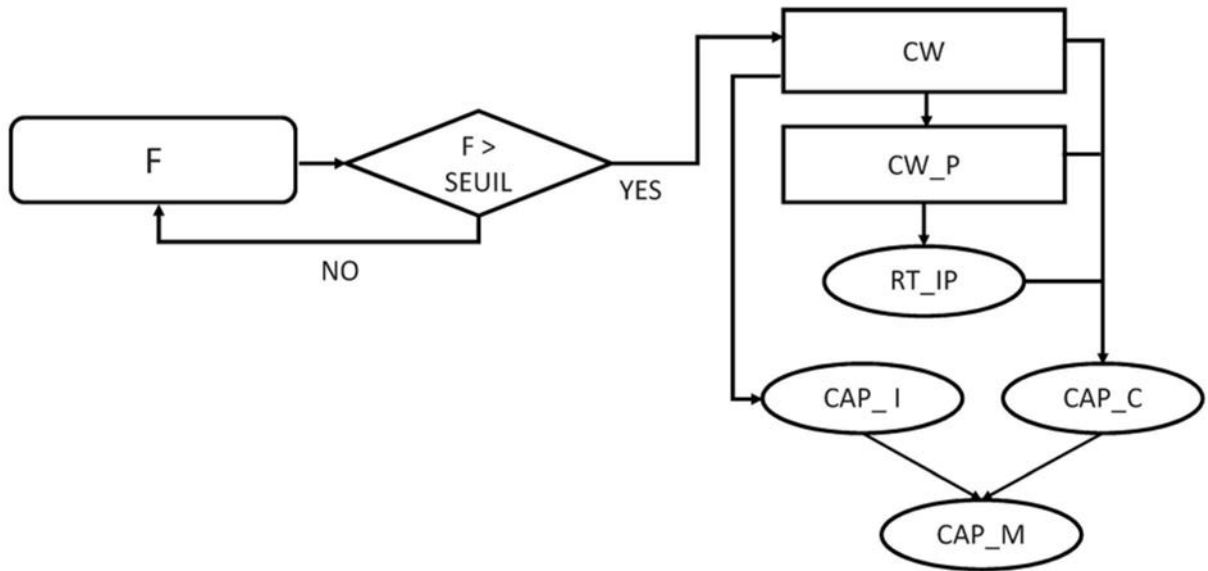 F
F >
SEUIL
YES
NO
CW
CW_P
RT_IP
CAP_ I
CAP_C
CAP_M